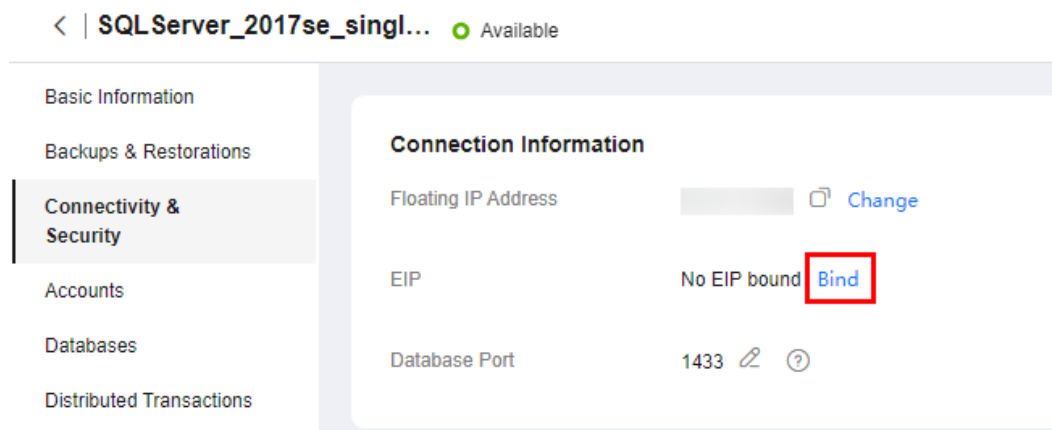 SQLServer_2017se_singl... Available
Basic Information
Backups & Restorations
Connectivity &
Security
Accounts
Databases
Distributed Transactions
Connection Information
Floating IP Address Change
EIP No EIP bound Bind
Database Port 1433